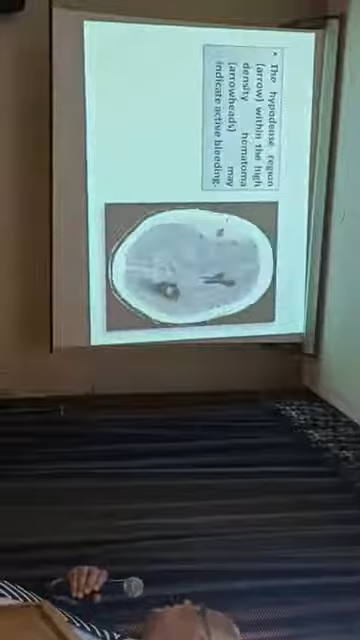 • The hypodense region
(arrow) within the high
density hematoma
(arrowheads) may
indicate active bleeding.